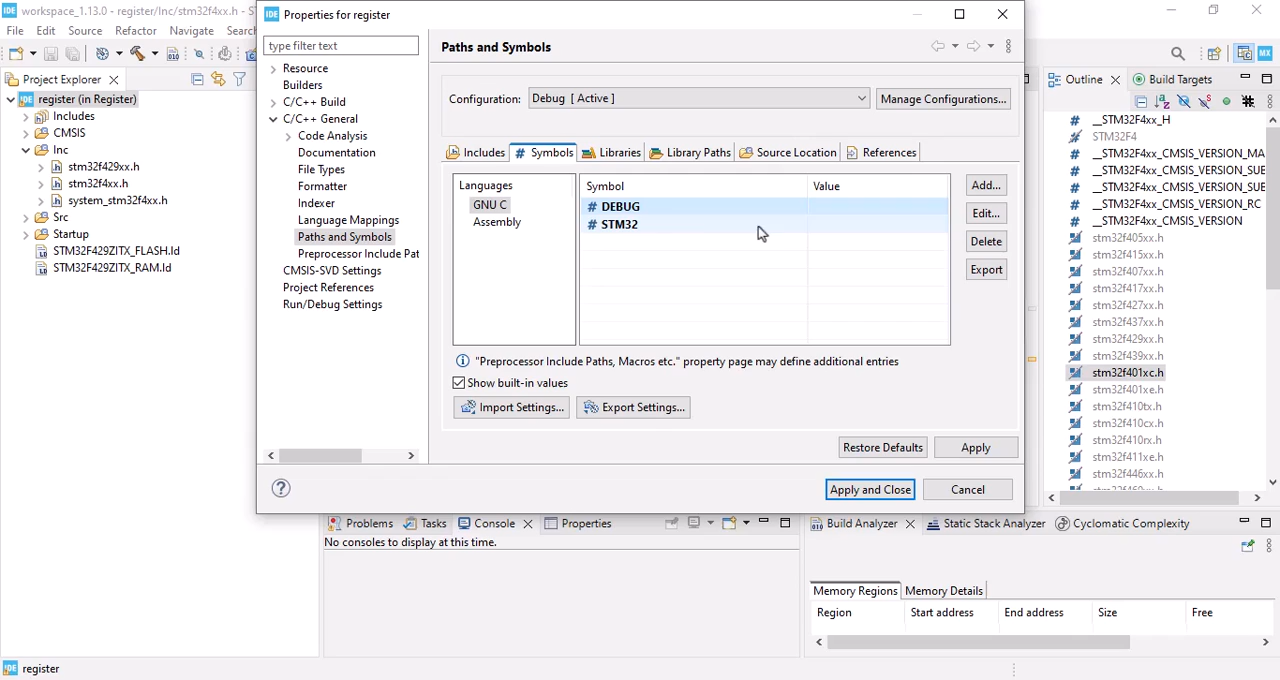 IDE workspace_1.13.0 - register/Inc/stm32f4xx.h - S
File Edit Source Refactor Navigate Searc
Project Explorer
IDE register (in Register)
Includes
CMSIS
Inc
stm32f429xx.h
stm32f4xx.h
system_stm32f4xx.h
Src
Startup
STM32F429ZITX_FLASH.ld
STM32F429ZITX_RAM.ld
IDE Properties for register
type filter text
Resource
Builders
C/C++ Build
C/C++ General
Code Analysis
Documentation
File Types
Formatter
Indexer
Language Mappings
Paths and Symbols
Preprocessor Include Pat
CMSIS-SVD Settings
Project References
Run/Debug Settings
Paths and Symbols
Configuration: Debug [ Active ] Manage Configurations...
Includes # Symbols Libraries Library Paths Source Location References
Languages
GNU C
Assembly
Symbol Value
# DEBUG
# STM32
Add...
Edit...
Delete
Export
"Preprocessor Include Paths, Macros etc." property page may define additional entries
Show built-in values
Import Settings... Export Settings...
Restore Defaults Apply
? Apply and Close Cancel
MX
Outline Build Targets
# __STM32F4xx_H
# STM32F4
# __STM32F4xx_CMSIS_VERSION_MA
# __STM32F4xx_CMSIS_VERSION_SUE
# __STM32F4xx_CMSIS_VERSION_SUE
# __STM32F4xx_CMSIS_VERSION_RC
# __STM32F4xx_CMSIS_VERSION
stm32f405xx.h
stm32f415xx.h
stm32f407xx.h
stm32f417xx.h
stm32f427xx.h
stm32f437xx.h
stm32f429xx.h
stm32f439xx.h
stm32f401xc.h
stm32f401xe.h
stm32f410tx.h
stm32f410cx.h
stm32f410rx.h
stm32f411xe.h
stm32f446xx.h
Problems Tasks Console Properties
No consoles to display at this time.
Build Analyzer Static Stack Analyzer Cyclomatic Complexity
Memory Regions Memory Details
Region Start address End address Size Free
IDE register